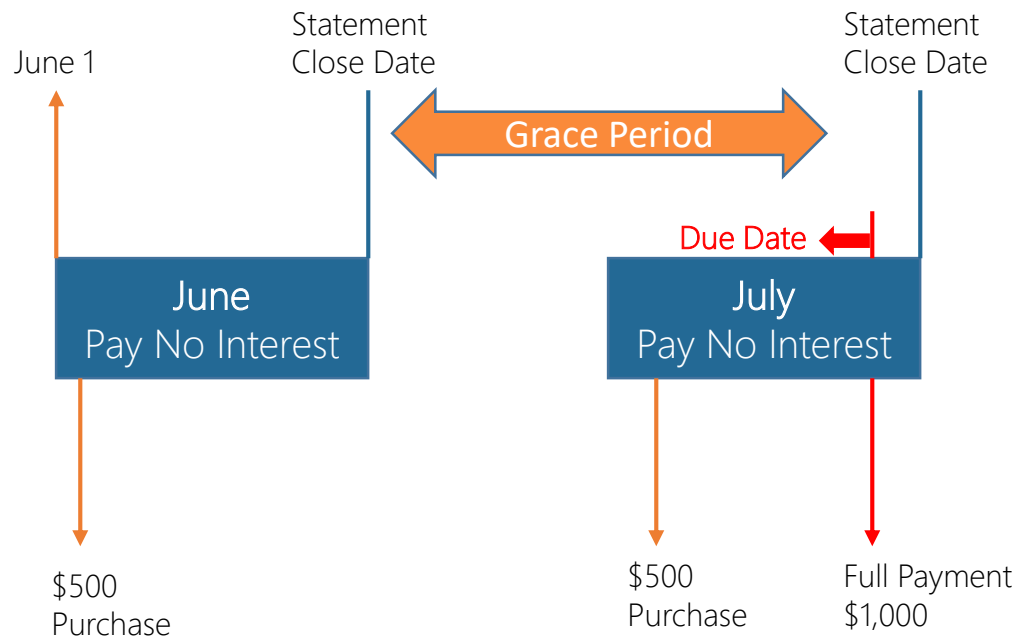 June 1
Statement
Close Date
Statement
Close Date
Grace Period
Due Date
June
Pay No Interest
July
Pay No Interest
$500
Purchase
$500
Purchase
Full Payment
$1,000